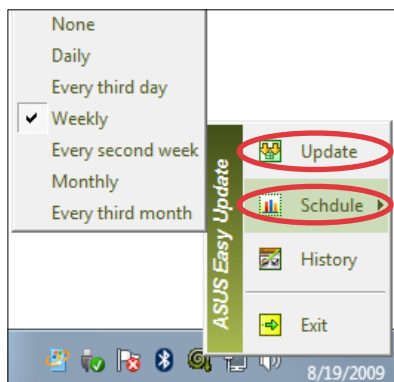 None
Daily
Every third day
Weekly
Every second week
Monthly
Every third month
ASUS Easy Update
Update
Schdule
History
Exit
8/19/2009